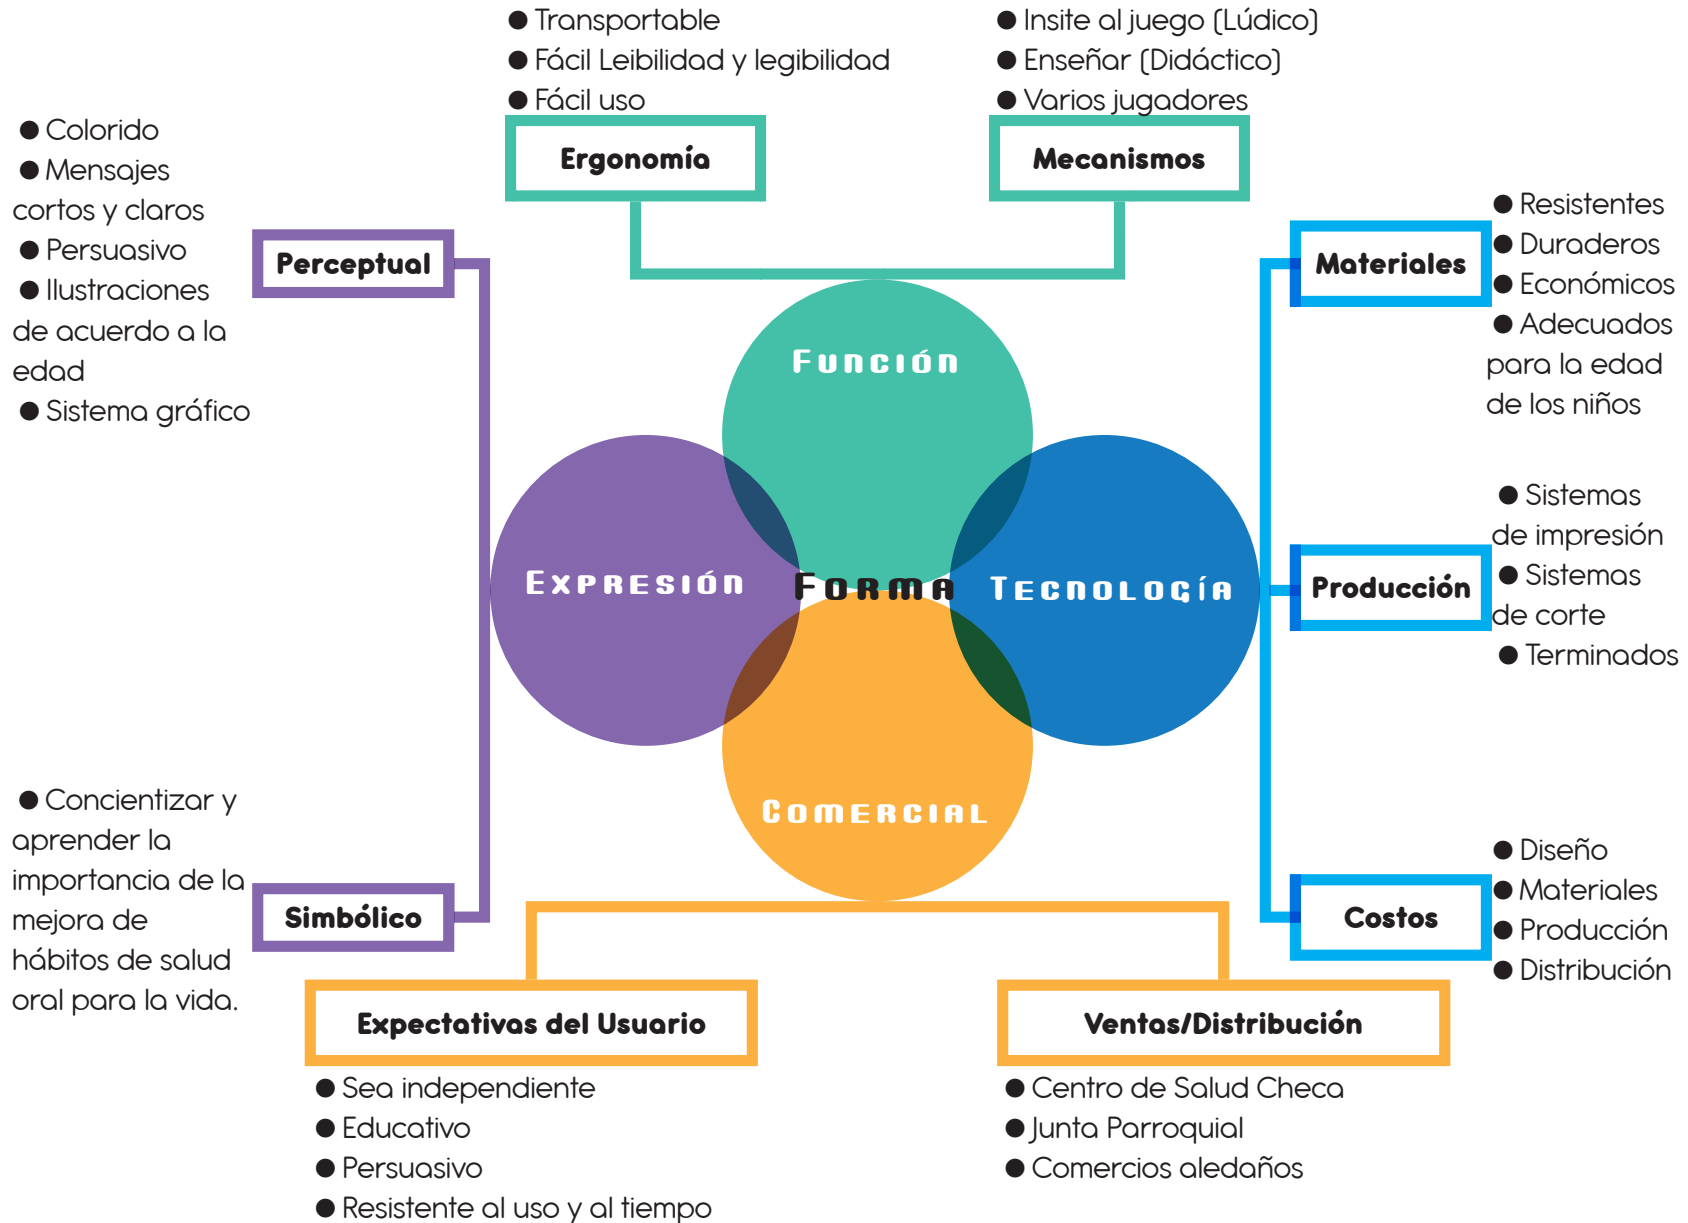 ● Transportable
● Fácil Leibilidad y legibilidad
● Fácil uso
Ergonomía
● Insite al juego (Lúdico)
● Enseñar (Didáctico)
● Varios jugadores
Mecanismos
● Colorido
● Mensajes
cortos y claros
● Persuasivo
● Ilustraciones
de acuerdo a la
edad
● Sistema gráfico
Perceptual
Materiales
● Resistentes
● Duraderos
● Económicos
● Adecuados
para la edad
de los niños
Función
Expresión
Forma
Tecnología
Comercial
Producción
● Sistemas
de impresión
● Sistemas
de corte
● Terminados
● Concientizar y
aprender la
importancia de la
mejora de
hábitos de salud
oral para la vida.
Simbólico
Costos
● Diseño
● Materiales
● Producción
● Distribución
Expectativas del Usuario
● Sea independiente
● Educativo
● Persuasivo
● Resistente al uso y al tiempo
Ventas/Distribución
● Centro de Salud Checa
● Junta Parroquial
● Comercios aledaños